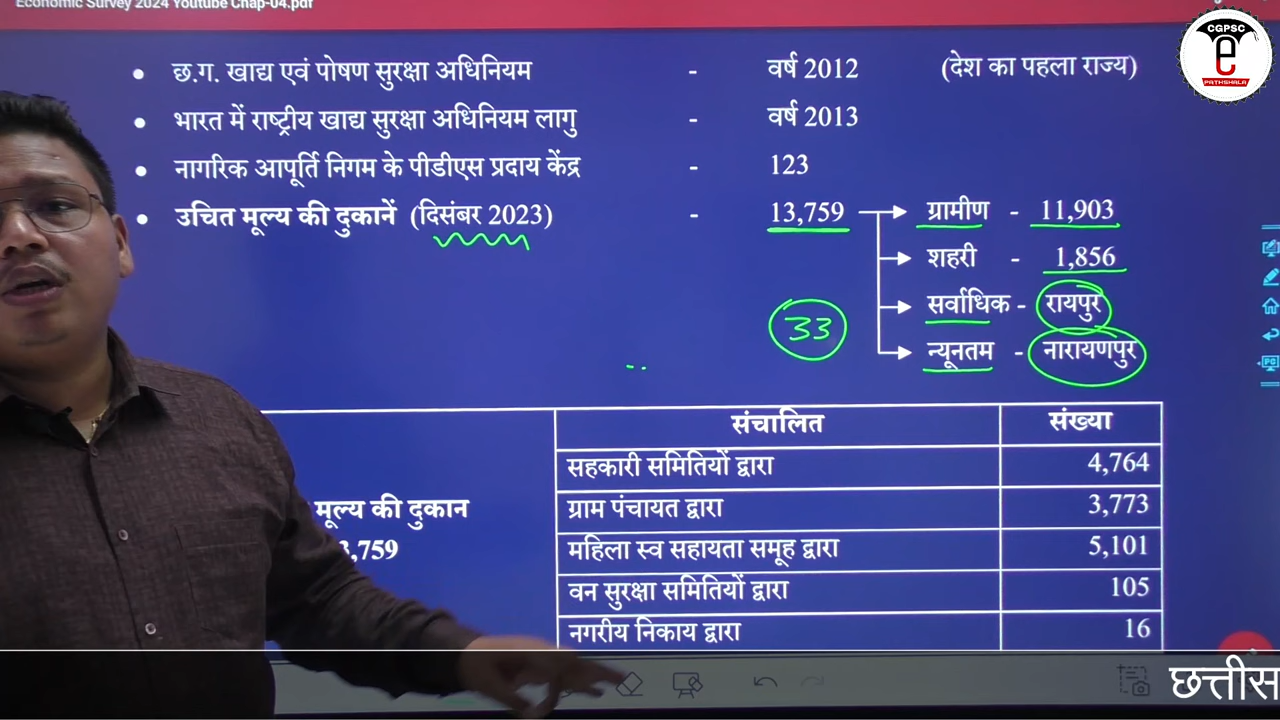 Economic Survey 2024 Youtube Chap-04.pdf
CGPSC
e
PATHSHALA
• छ.ग. खाद्य एवं पोषण सुरक्षा अधिनियम - वर्ष 2012 (देश का पहला राज्य)
• भारत में राष्ट्रीय खाद्य सुरक्षा अधिनियम लागु - वर्ष 2013
• नागरिक आपूर्ति निगम के पीडीएस प्रदाय केंद्र - 123
• उचित मूल्य की दुकानें (दिसंबर 2023) - 13,759 ग्रामीण - 11,903
शहरी - 1,856
सर्वाधिक - रायपुर
33
न्यूनतम - नारायणपुर
संचालित संख्या
सहकारी समितियों द्वारा 4,764
मूल्य की दुकान
ग्राम पंचायत द्वारा 3,773
3,759
महिला स्व सहायता समूह द्वारा 5,101
वन सुरक्षा समितियों द्वारा 105
नगरीय निकाय द्वारा 16
छत्तीस